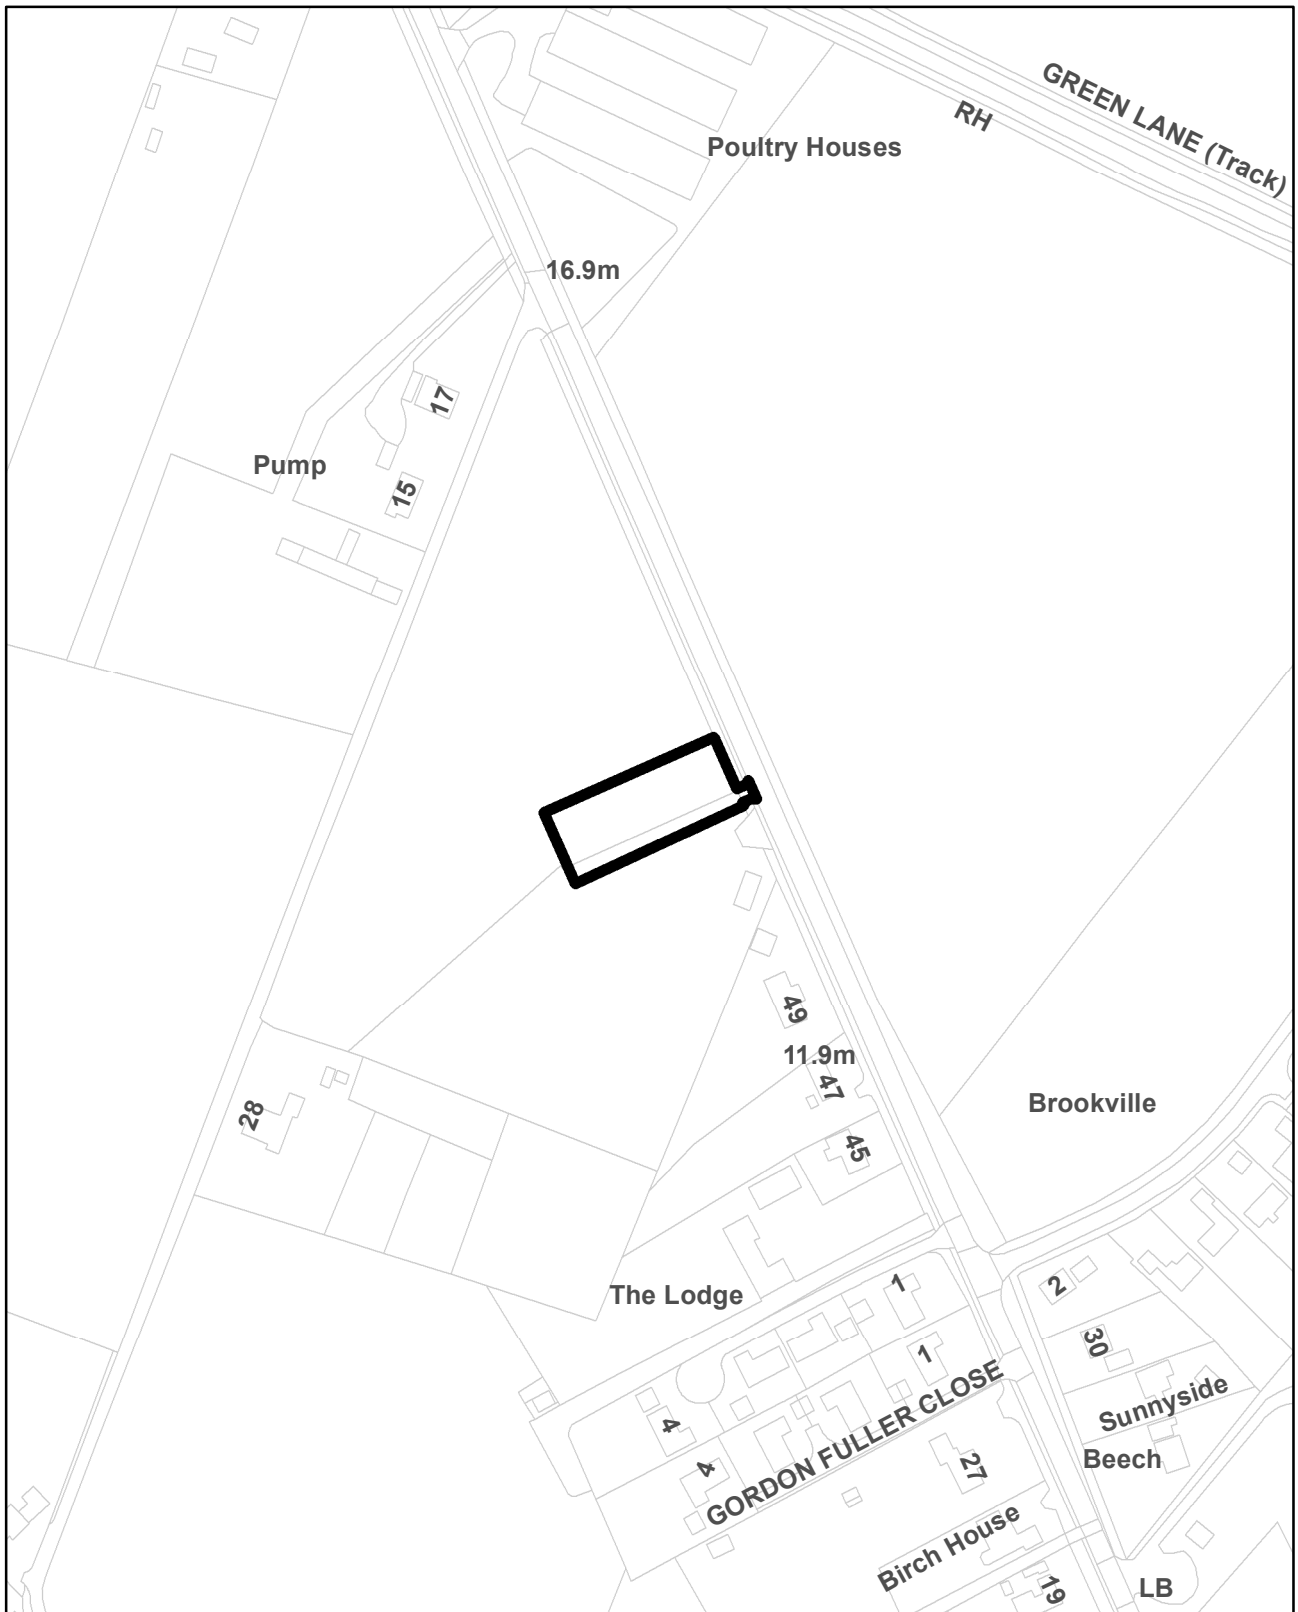 GREEN LANE (Track)
RH
Poultry Houses
16.9m
17
Pump
15
49
11.9m
47
Brookville
28
45
The Lodge
1
2
1
30
GORDON FULLER CLOSE
Sunnyside
4
4
Beech
27
Birch House
LB
19